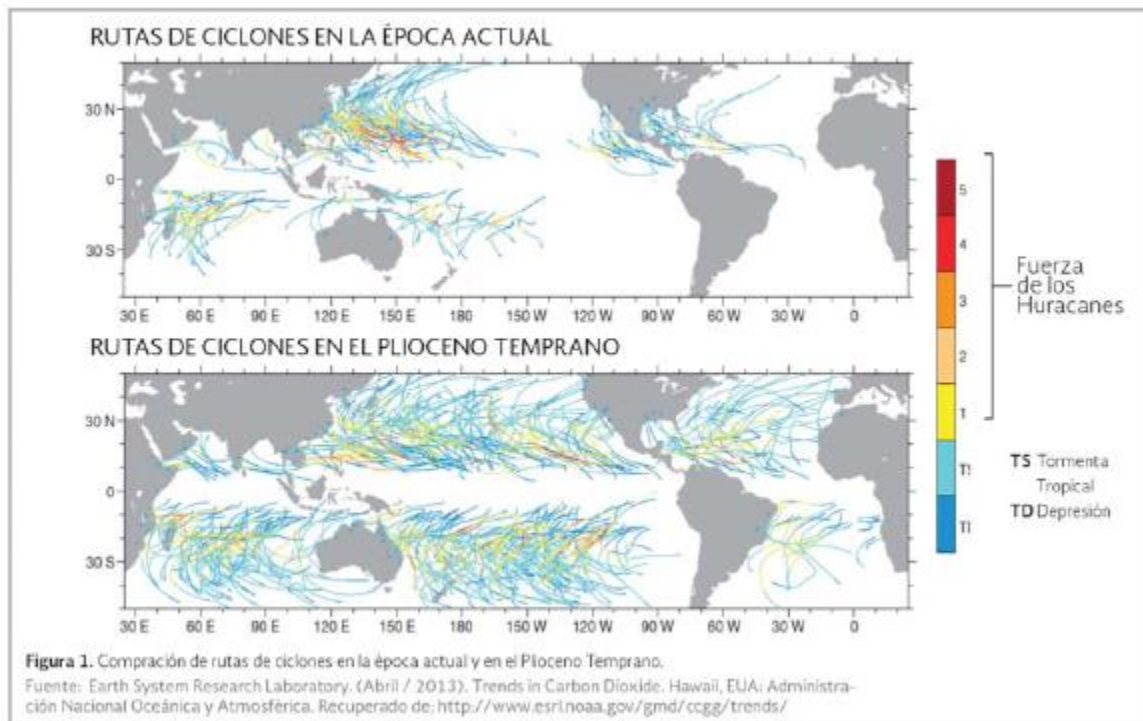 RUTAS DE CICLONES EN LA ÉPOCA ACTUAL
30 N
0
30 S
30 E 60 E 90 E 120 E 150 E 180 150 W 120 W 90 W 60 W 30 W 0
RUTAS DE CICLONES EN EL PLIOCENO TEMPRANO
30 N
0
30 S
30 E 60 E 90 E 120 E 150 E 180 150 W 120 W 90 W 60 W 30 W 0
5
4
3
2
1
TS
TI
Fuerza
de los
Huracanes
TS Tormenta
Tropical
TD Depresión
Figura 1. Compración de rutas de ciclones en la época actual y en el Plioceno Temprano.
Fuente: Earth System Research Laboratory. (Abril / 2013). Trends in Carbon Dioxide. Hawaii, EUA: Administra-
ción Nacional Oceánica y Atmosférica. Recuperado de: http://www.esrl.noaa.gov/gmd/ccgg/trends/